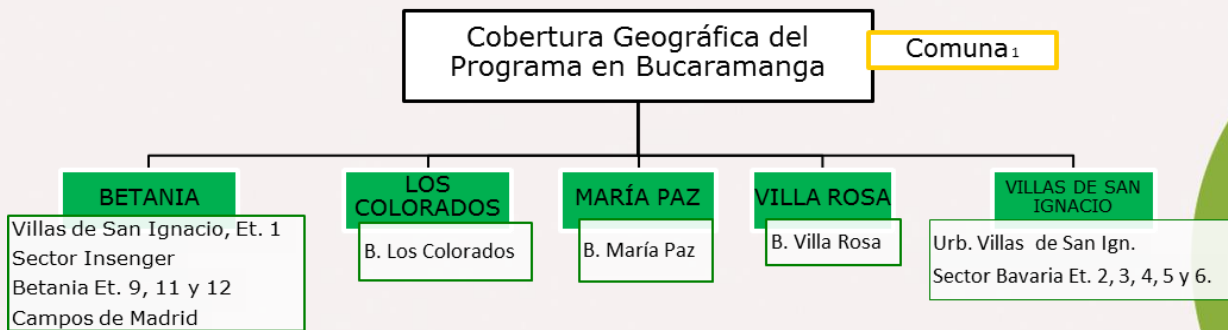 Cobertura Geográfica del
Programa en Bucaramanga
Comuna 1
BETANIA
Villas de San Ignacio, Et. 1
Sector Insenger
Betania Et. 9, 11 y 12
Campos de Madrid
LOS
COLORADOS
B. Los Colorados
MARÍA PAZ
B. María Paz
VILLA ROSA
B. Villa Rosa
VILLAS DE SAN
IGNACIO
Urb. Villas de San Ign.
Sector Bavaria Et. 2, 3, 4, 5 y 6.